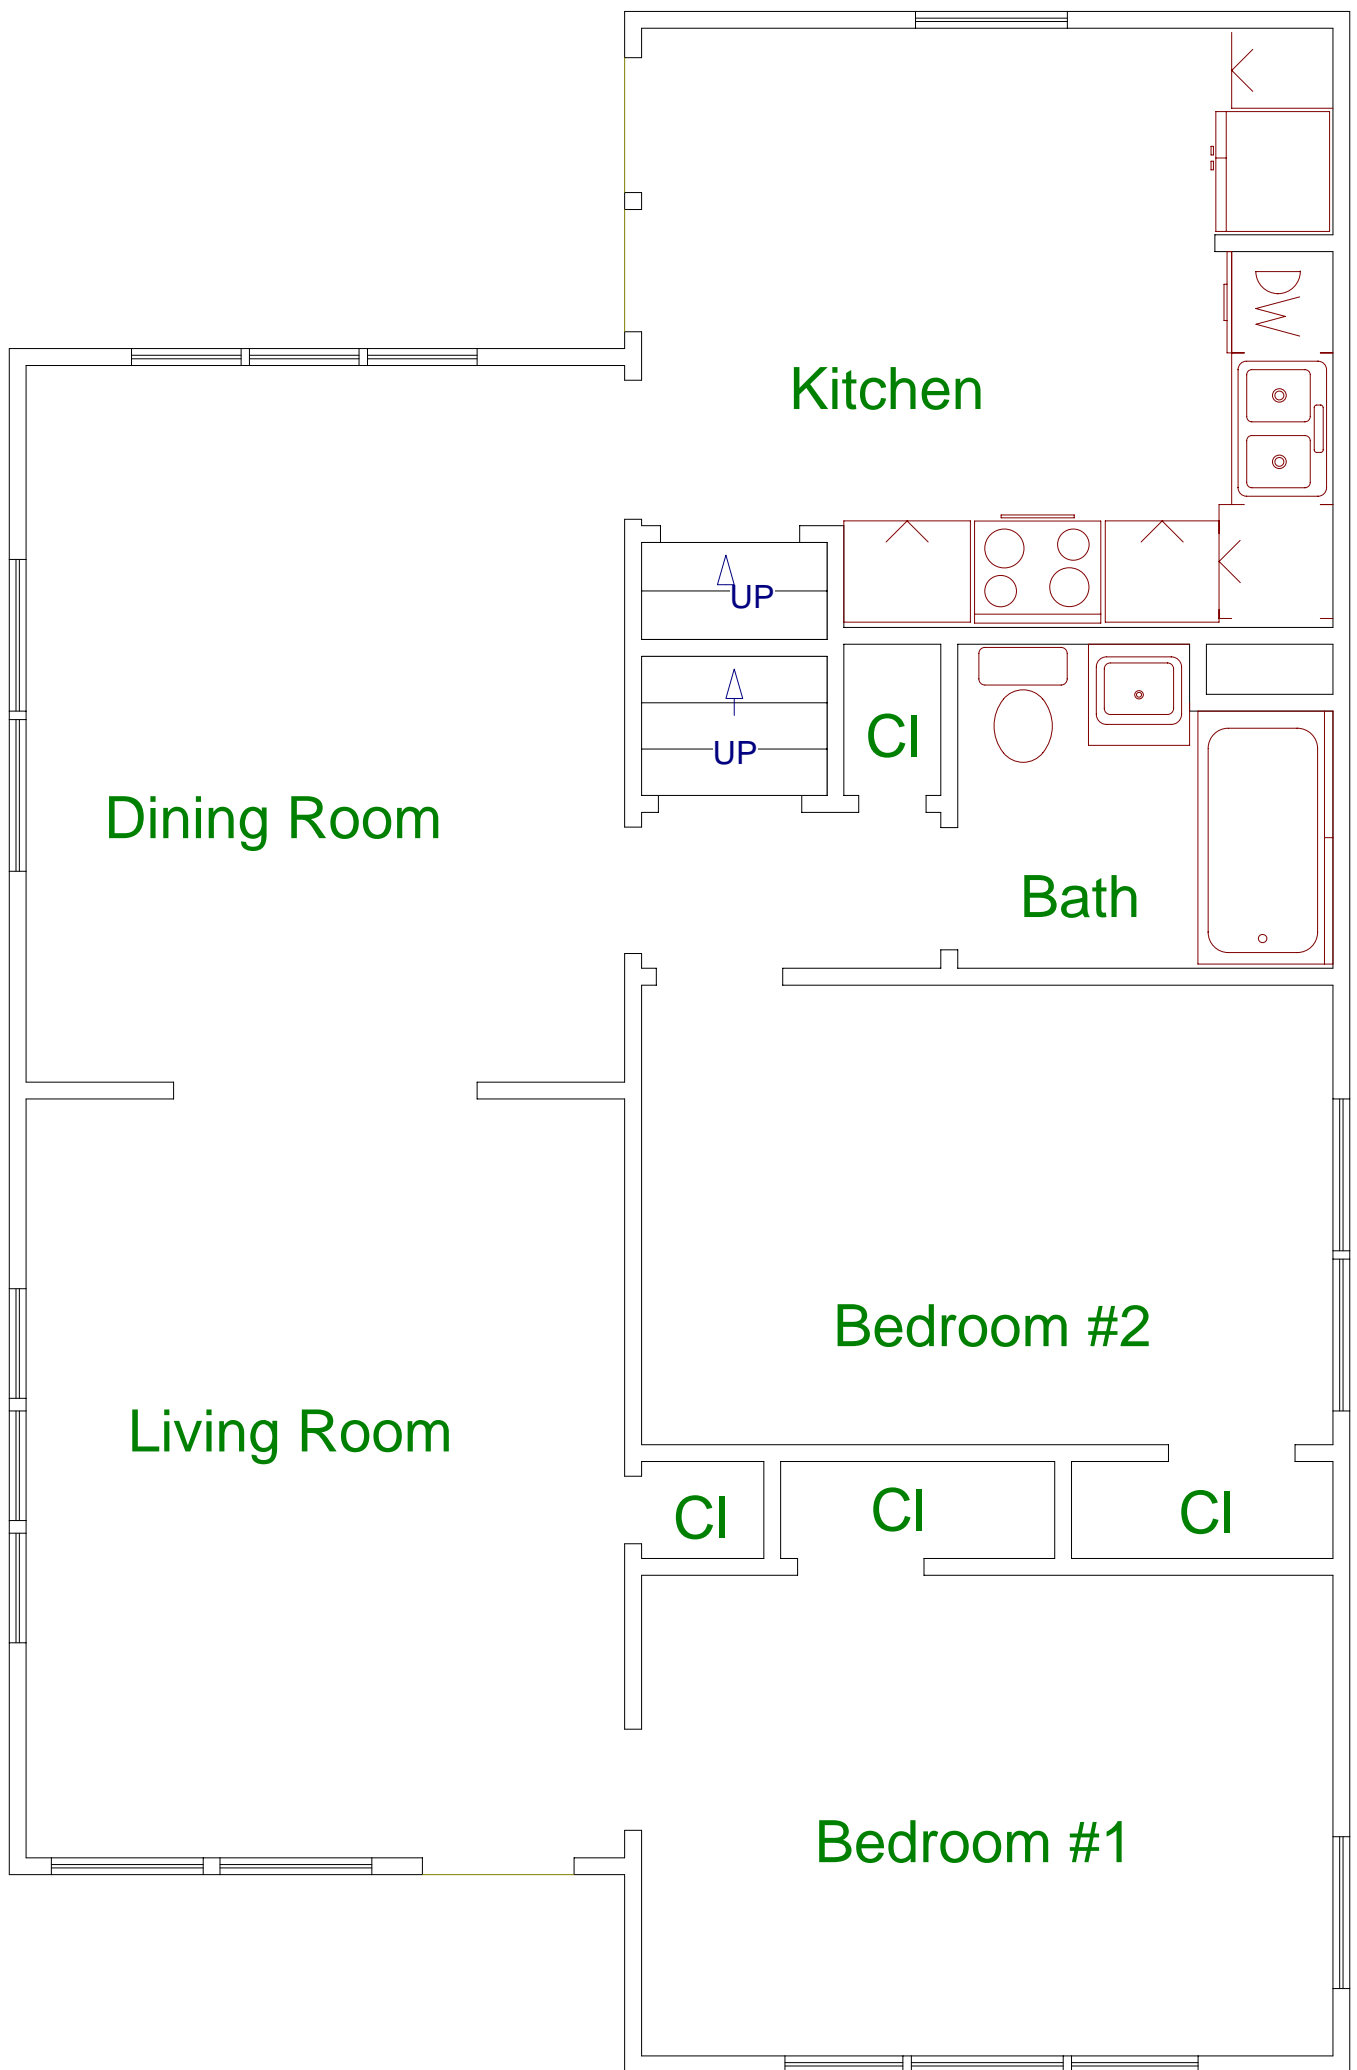 DW
Kitchen
UP
UP
Cl
Dining Room
Bath
Bedroom #2
Living Room
Cl
Cl
Cl
Bedroom #1